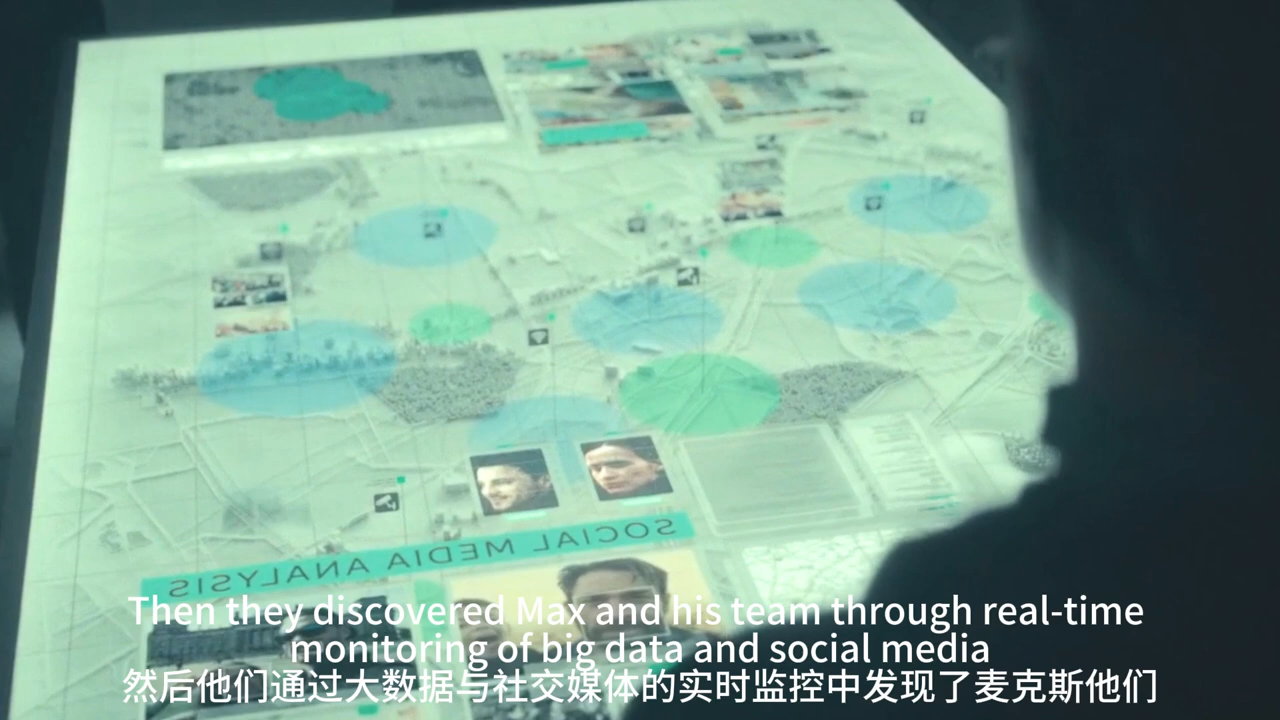 SOCIAL MEDIA ANALYSIS
Then they discovered Max and his team through real-time
monitoring of big data and social media
然后他们通过大数据与社交媒体的实时监控中发现了麦克斯他们